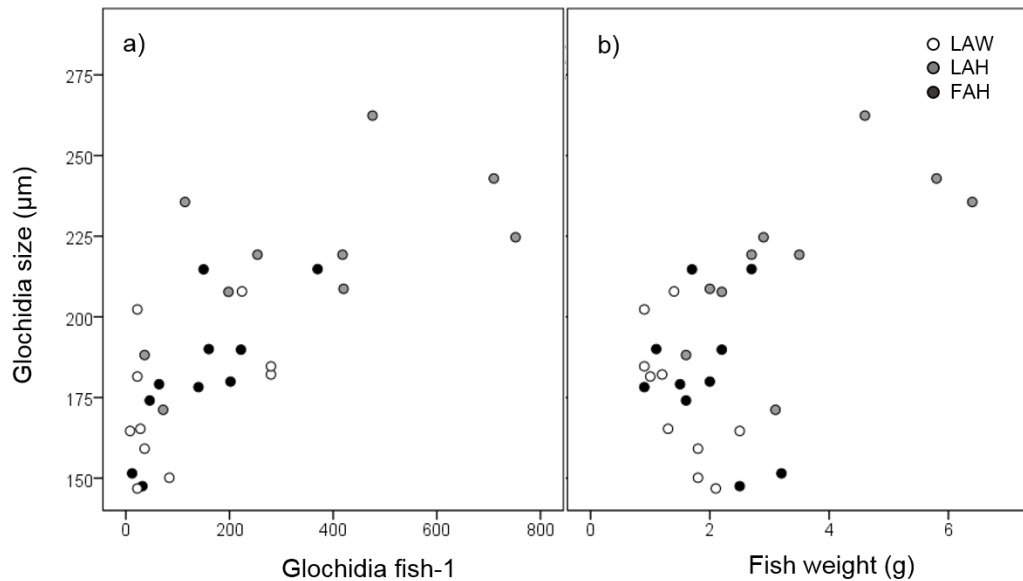 a)
b)
LAW
LAH
FAH
275
250
225
200
175
150
Glochidia size (µm)
0 200 400 600 800
0 2 4 6
Glochidia fish-1
Fish weight (g)